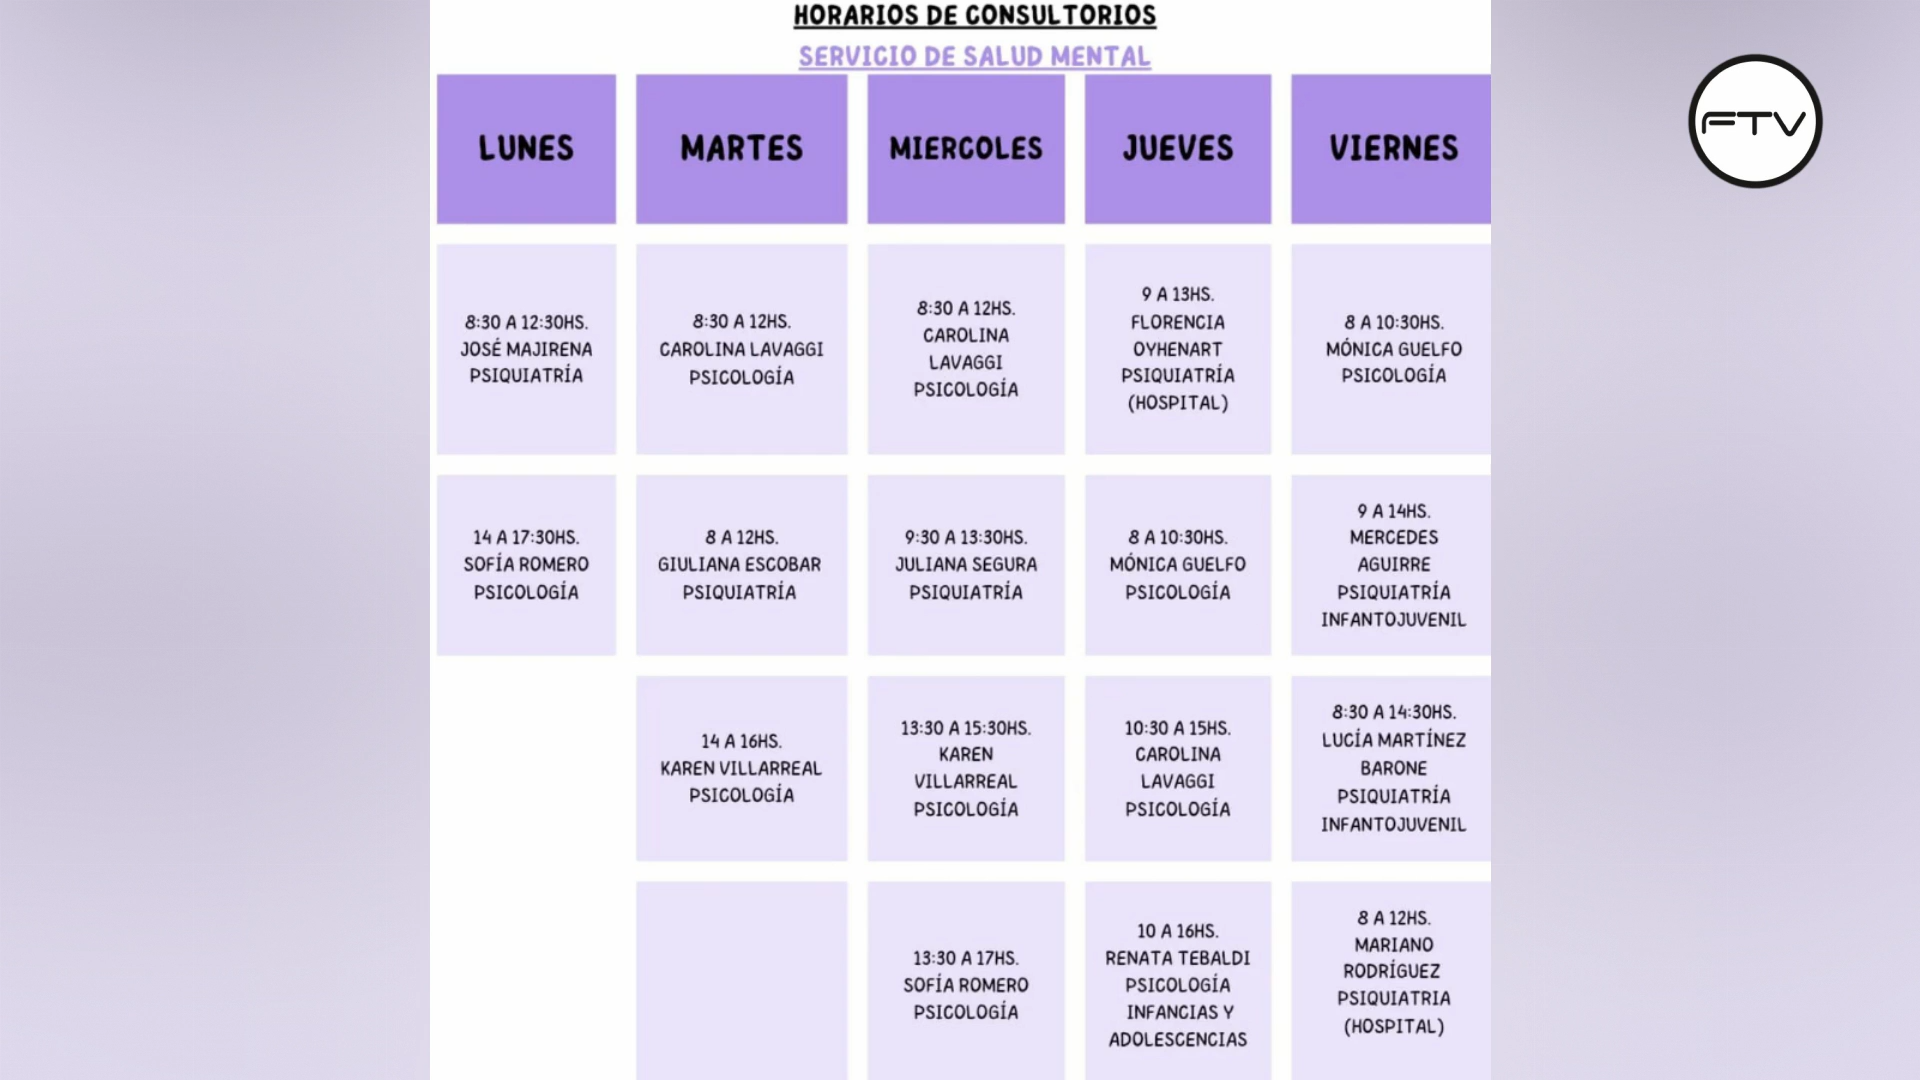 HORARIOS DE CONSULTORIOS
SERVICIO DE SALUD MENTAL
FTV
LUNES
MARTES
MIERCOLES
JUEVES
VIERNES
8:30 A 12:30HS.
JOSÉ MAJIRENA
PSIQUIATRÍA
8:30 A 12HS.
CAROLINA LAVAGGI
PSICOLOGÍA
8:30 A 12HS.
CAROLINA
LAVAGGI
PSICOLOGÍA
9 A 13HS.
FLORENCIA
OYHENART
PSIQUIATRÍA
(HOSPITAL)
8 A 10:30HS.
MÓNICA GUELFO
PSICOLOGÍA
14 A 17:30HS.
SOFÍA ROMERO
PSICOLOGÍA
8 A 12HS.
GIULIANA ESCOBAR
PSIQUIATRÍA
9:30 A 13:30HS.
JULIANA SEGURA
PSIQUIATRÍA
8 A 10:30HS.
MÓNICA GUELFO
PSICOLOGÍA
9 A 14HS.
MERCEDES
AGUIRRE
PSIQUIATRÍA
INFANTOJUVENIL
14 A 16HS.
KAREN VILLARREAL
PSICOLOGÍA
13:30 A 15:30HS.
KAREN
VILLARREAL
PSICOLOGÍA
10:30 A 15HS.
CAROLINA
LAVAGGI
PSICOLOGÍA
8:30 A 14:30HS.
LUCÍA MARTÍNEZ
BARONE
PSIQUIATRÍA
INFANTOJUVENIL
13:30 A 17HS.
SOFÍA ROMERO
PSICOLOGÍA
10 A 16HS.
RENATA TEBALDI
PSICOLOGÍA
INFANCIAS Y
ADOLESCENCIAS
8 A 12HS.
MARIANO
RODRÍGUEZ
PSIQUIATRIA
(HOSPITAL)